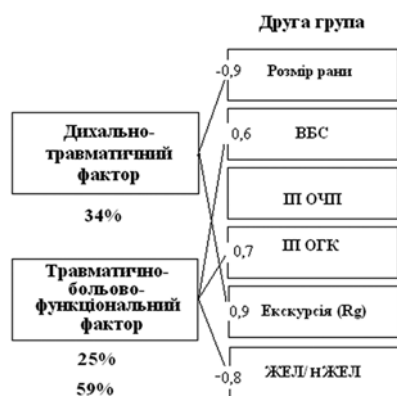 Друга група
-0,9
Розмір рани
Дихально-
травматичний
фактор
34%
0,6
ВБС
ІП ОЧП
0,7
ІП ОГК
Травматично-
больово-
функціональний
фактор
25%
59%
0,9
Екскурсія (Rg)
-0,8
ЖЕЛ/нЖЕЛ